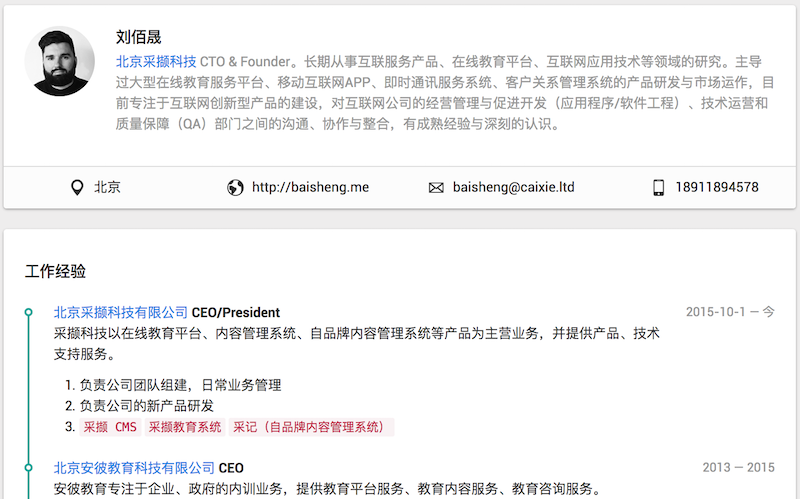 刘佰晟
北京采撷科技 CTO & Founder。长期从事互联服务产品、在线教育平台、互联网应用技术等领域的研究。主导
过大型在线教育服务平台、移动互联网APP、即时通讯服务系统、客户关系管理系统的产品研发与市场运作，目
前专注于互联网创新型产品的建设，对互联网公司的经营管理与促进开发（应用程序/软件工程）、技术运营和
质量保障（QA）部门之间的沟通、协作与整合，有成熟经验与深刻的认识。
北京 http://baisheng.me baisheng@caixie.ltd 18911894578
工作经验
北京采撷科技有限公司 CEO/President 2015-10-1 — 今
采撷科技以在线教育平台、内容管理系统、自品牌内容管理系统等产品为主营业务，并提供产品、技术
支持服务。
1. 负责公司团队组建，日常业务管理
2. 负责公司的新产品研发
3. 采撷 CMS 采撷教育系统 采记（自品牌内容管理系统）
北京安彼教育科技有限公司 CEO 2013 — 2015
安彼教育专注于企业、政府的内训业务，提供教育平台服务、教育内容服务、教育咨询服务。